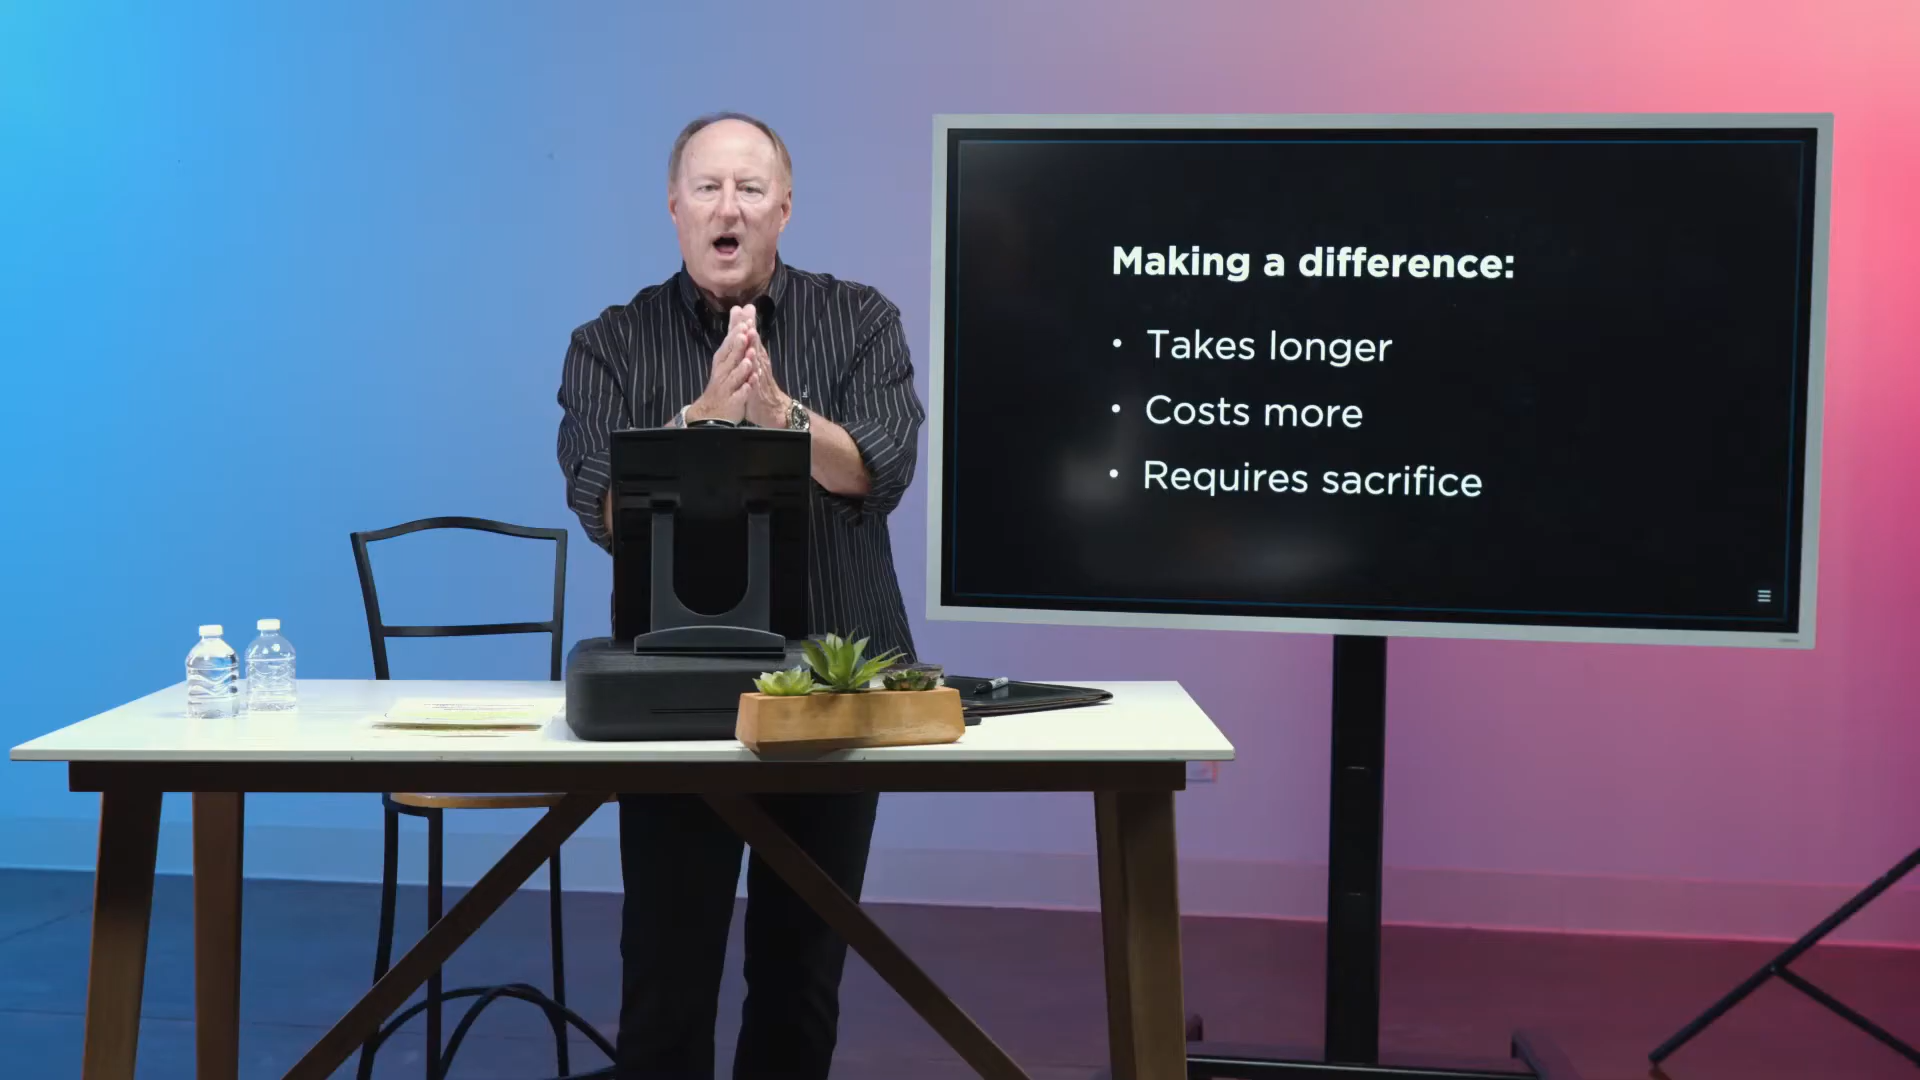 Making a difference:
• Takes longer
• Costs more
• Requires sacrifice